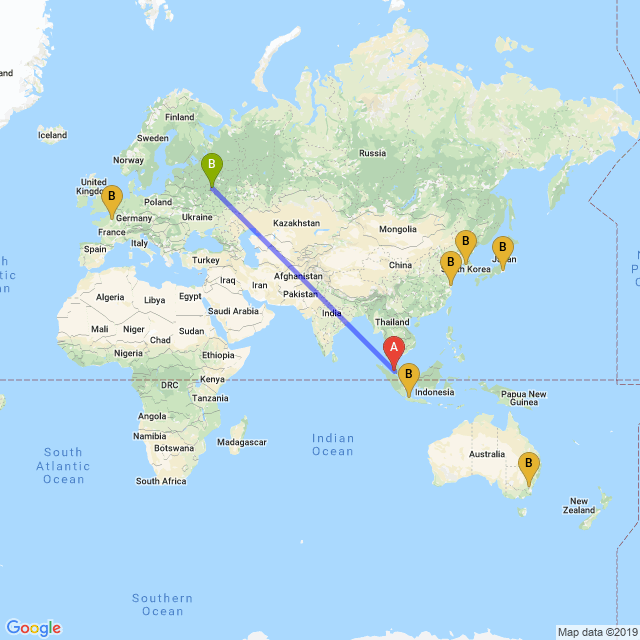 Iceland
Finland
Sweden
Norway
Russia
B
United
Kingdom
B
Poland
Germany
Ukraine
France
Kazakhstan
Mongolia
Italy
Spain
Turkey
B
B
B
South Korea
Japan
China
Afghanistan
Iraq
Iran
Algeria
Libya
Egypt
Pakistan
Saudi Arabia
India
Thailand
Mali
Niger
Sudan
Chad
Nigeria
Ethiopia
A
B
DRC
Kenya
Indonesia
Papua New
Guinea
Tanzania
Angola
Namibia
Botswana
Madagascar
Indian
Ocean
South
Atlantic
Ocean
Australia
B
South Africa
New
Zealand
Southern
Ocean
Google
Map data ©2019